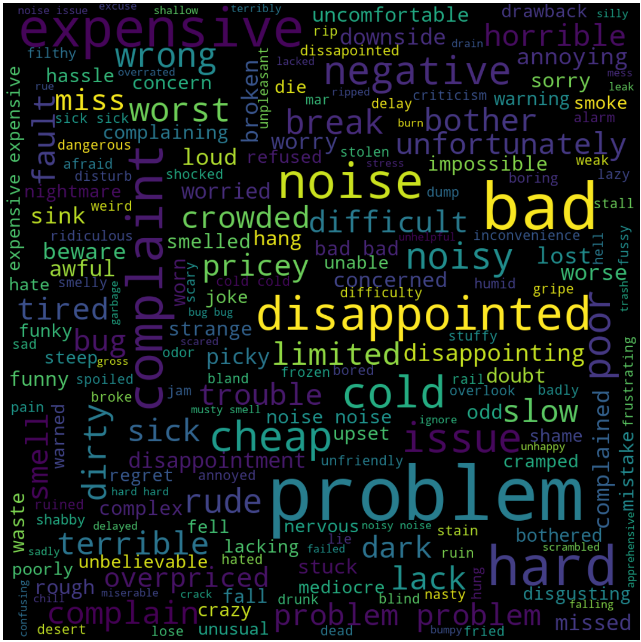 noise issue
excuse
shallow
terribly
uncomfortable
drawback
silly
expensive
rip
downside
horrible
filthy
wrong
dissapointed
drain
annoying
overrated
lacked
hassle
concern
negative
sorry
mess
rue
broken
unpleasant
die
ripped
criticism
leak
miss
worst
mar
delay
warning
smoke
fault
sick sick
break
bother
burn
alarm
complaining
worry
stolen
unfortunately
dangerous
loud
refused
stress
impossible
weak
afraid
disturb
shocked
noise
boring
lazy
nightmare
worried
dump
bad
stall
expensive expensive
complaint
weird
sink
crowded
difficult
unhelpful
inconvenience
ridiculous
smelled
hang
bad bad
noisy
lost
hell
fussy
beware
worn
pricey
unable
concerned
worse
awful
scary
cold cold
difficulty
humid
gripe
trash
hate
smelly
garbage
joke
tired
bug
bug bug
disappointed
poor
funky
scared
strange
stuffy
sad
steep
odor
picky
limited
disappointing
frustrating
gross
frozen
bored
doubt
funny
spoiled
bland
rail
overlook
badly
broke
jam
trouble
cold
pain
musty smell
noise noise
ignore
odd
slow
warned
dirty
sick
cheap
upset
issue
unhappy
shame
complained
mistake
smell
disappointment
unfriendly
cramped
regret
annoyed
problem
waste
ruined
hard hard
complex
rude
shabby
delayed
fell
nervous
noisy noise
stain
bothered
apprehensive
sadly
terrible
lacking
lie
dark
ruin
failed
scrambled
hard
unbelievable
hated
stuck
lack
poorly
overpriced
mediocre
hung
nasty
disgusting
rough
fall
confusing
chill
miserable
crack
drunk
blind
falling
complain
crazy
problem problem
missed
desert
lose
unusual
dead
bumpy
fried